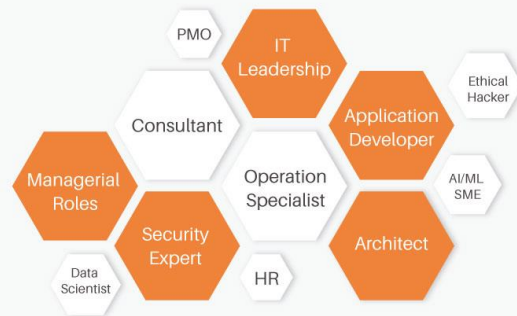 PMO
IT
Leadership
Ethical
Hacker
Consultant
Application
Developer
Managerial
Roles
Operation
Specialist
AI/ML
SME
Security
Expert
Architect
Data
Scientist
HR